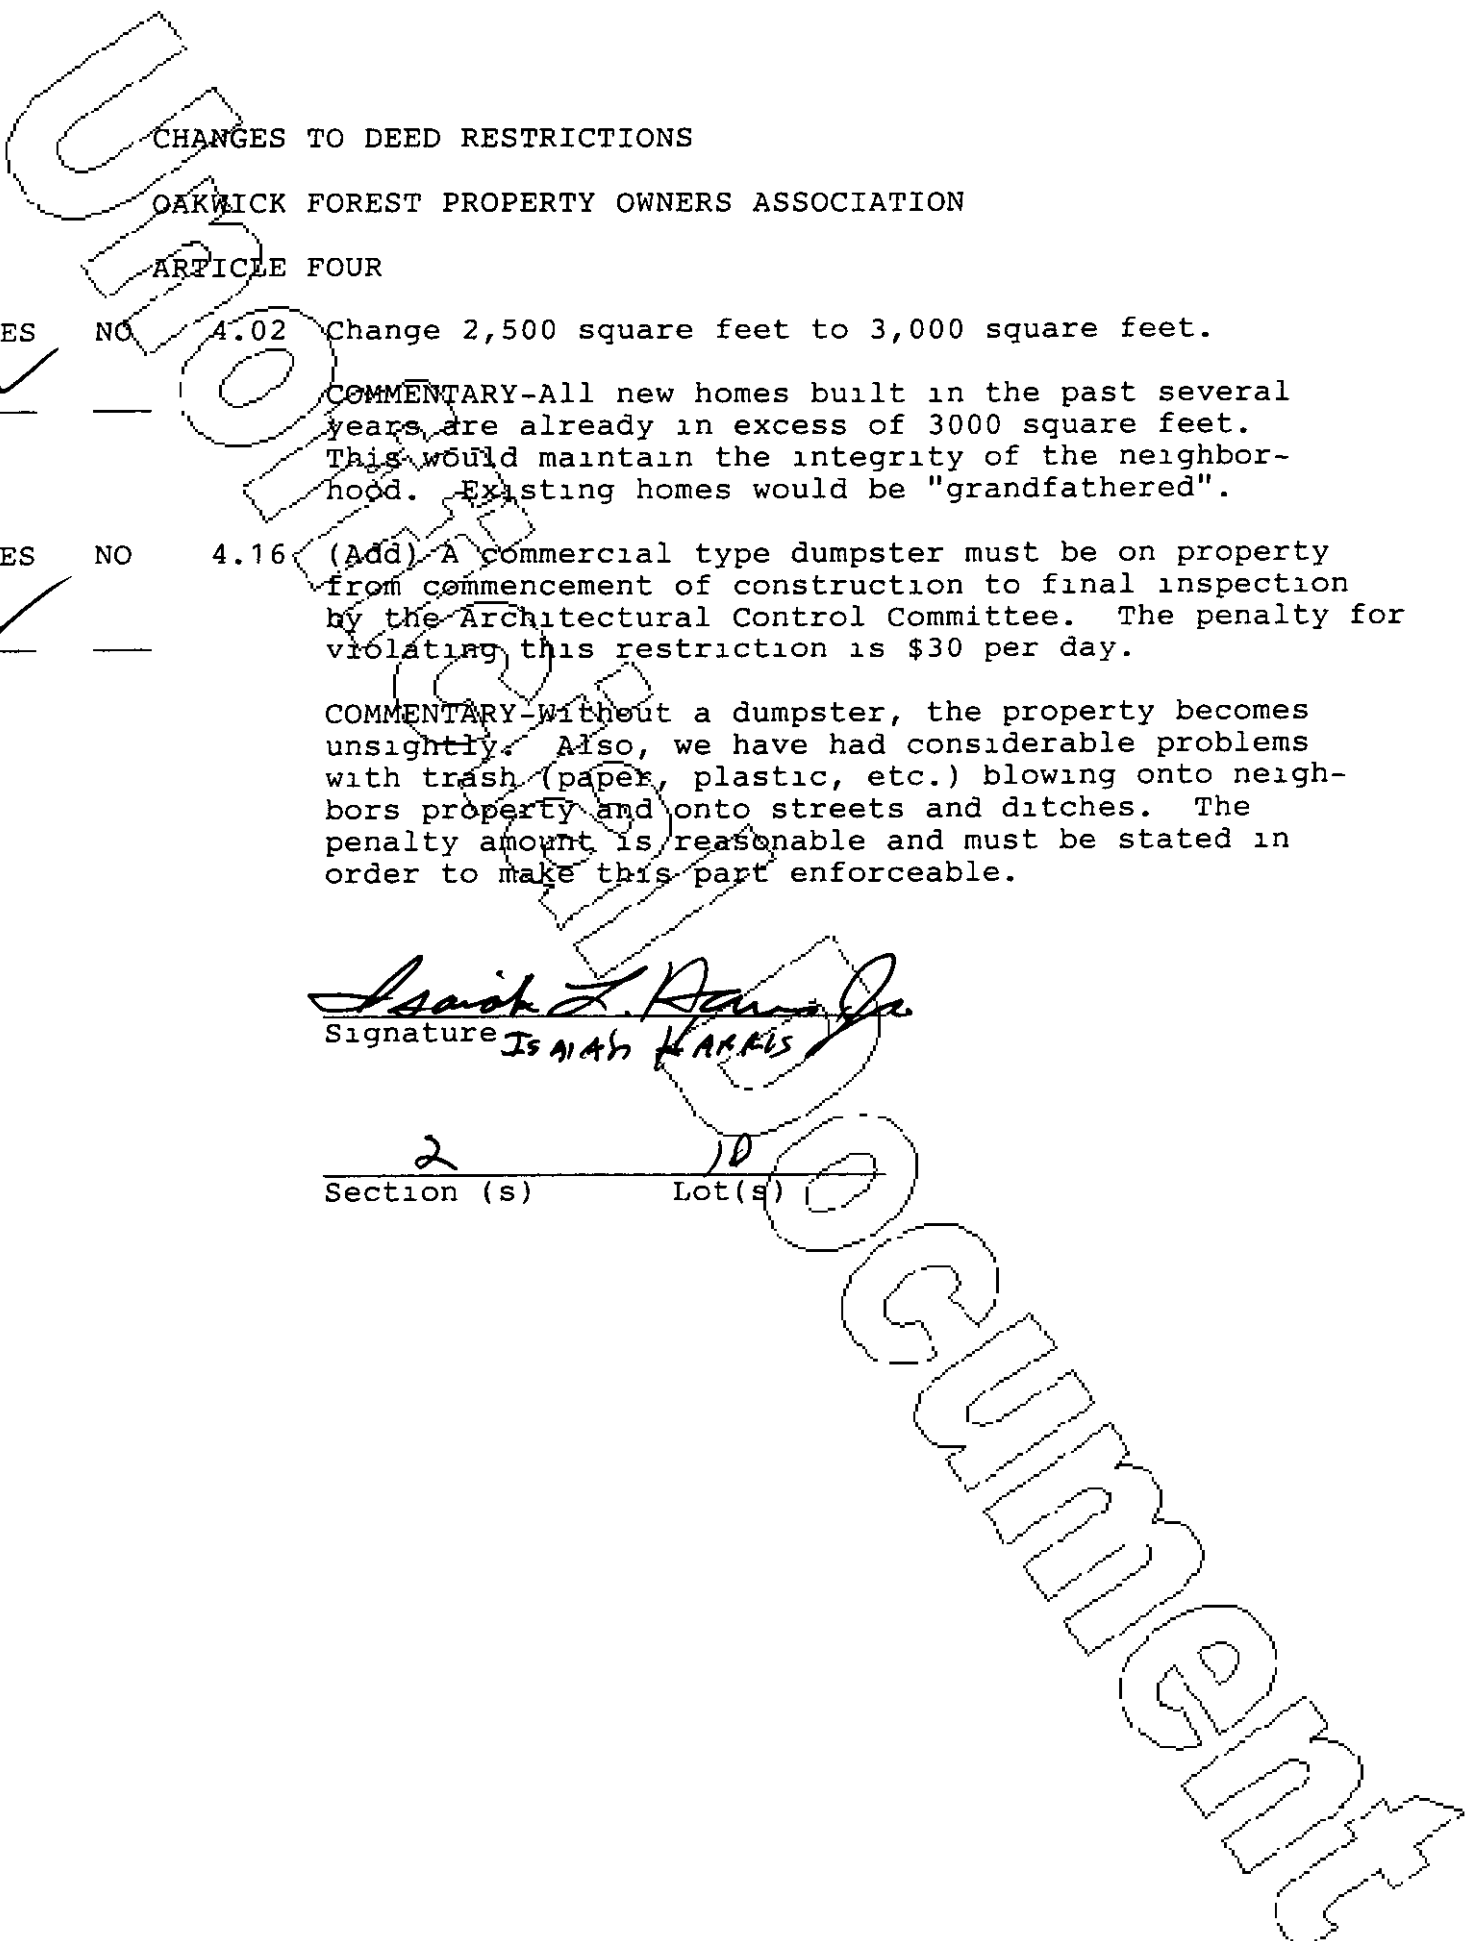 CHANGES TO DEED RESTRICTIONS
OAKWICK FOREST PROPERTY OWNERS ASSOCIATION
ARTICLE FOUR
ES NO 4.02 Change 2,500 square feet to 3,000 square feet.
COMMENTARY-All new homes built in the past several
years are already in excess of 3000 square feet.
This would maintain the integrity of the neighbor-
hood. Existing homes would be "grandfathered".
ES NO 4.16 (Add) A commercial type dumpster must be on property
from commencement of construction to final inspection
by the Architectural Control Committee. The penalty for
violating this restriction is $30 per day.
COMMENTARY-Without a dumpster, the property becomes
unsightly. Also, we have had considerable problems
with trash (paper, plastic, etc.) blowing onto neigh-
bors property and onto streets and ditches. The
penalty amount is reasonable and must be stated in
order to make this part enforceable.
Isaiah L. Harris Jr.
Signature ISAIAh HARRIS
2 10
Section (s) Lot(s)
Unofficial Document